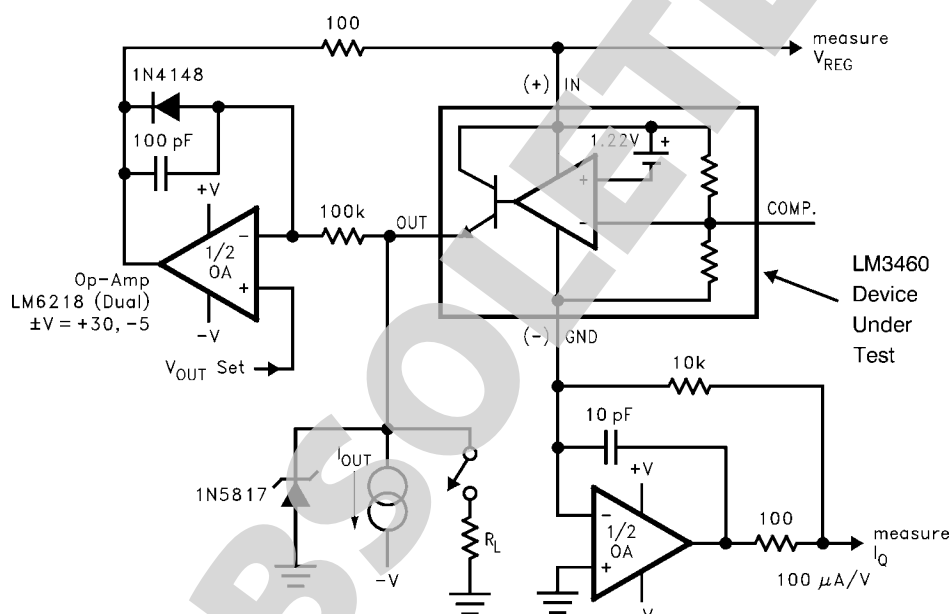 OBSOLETE
100
measure
VREG
(+) IN
1N4148
100 pF
1.22V
+
+V
+
−
COMP.
100k
OUT
−
1/2
OA
+
Op-Amp
LM6218 (Dual)
±V = +30, −5
−V
LM3460
Device
Under
Test
(−) GND
VOUT Set
10k
10 pF
IOUT
1N5817
+V
−
1/2
OA
+
RL
−V
100
measure
IQ
100 μA/V
−V